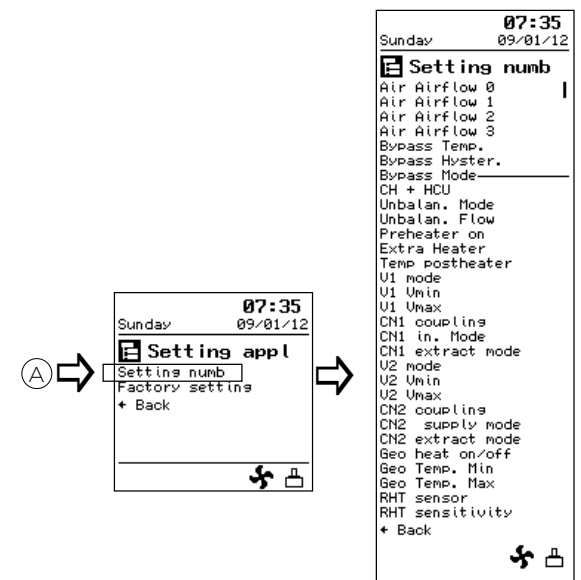 A
07:35
Sunday 09/01/12
Setting appl
Setting numb
Factory setting
← Back
07:35
Sunday 09/01/12
Setting numb
Air Airflow 0
Air Airflow 1
Air Airflow 2
Air Airflow 3
Bypass Temp.
Bypass Hyster.
Bypass Mode
CH + HCU
Unbalan. Mode
Unbalan. Flow
Preheater on
Extra Heater
Temp postheater
V1 mode
V1 Vmin
V1 Vmax
CN1 coupling
CN1 in. Mode
CN1 extract mode
V2 mode
V2 Vmin
V2 Vmax
CN2 coupling
CN2 supply mode
CN2 extract mode
Geo heat on/off
Geo Temp. Min
Geo Temp. Max
RHT sensor
RHT sensitivity
← Back